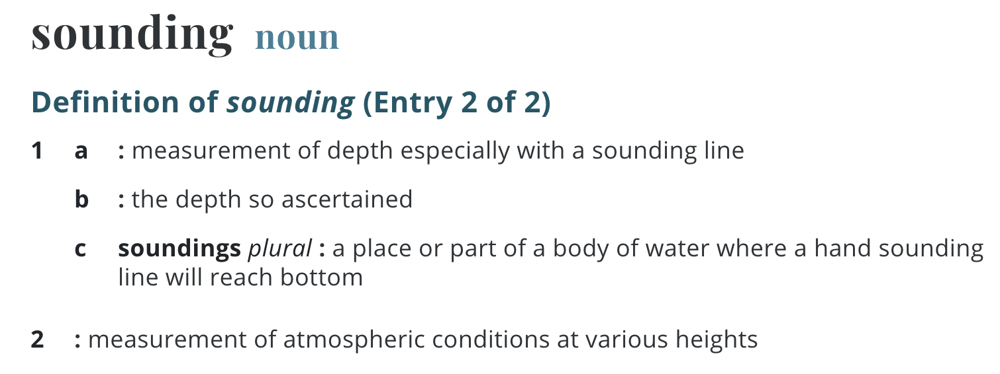 sounding noun
Definition of sounding (Entry 2 of 2)
1 a : measurement of depth especially with a sounding line
b : the depth so ascertained
c soundings plural : a place or part of a body of water where a hand sounding
line will reach bottom
2 : measurement of atmospheric conditions at various heights